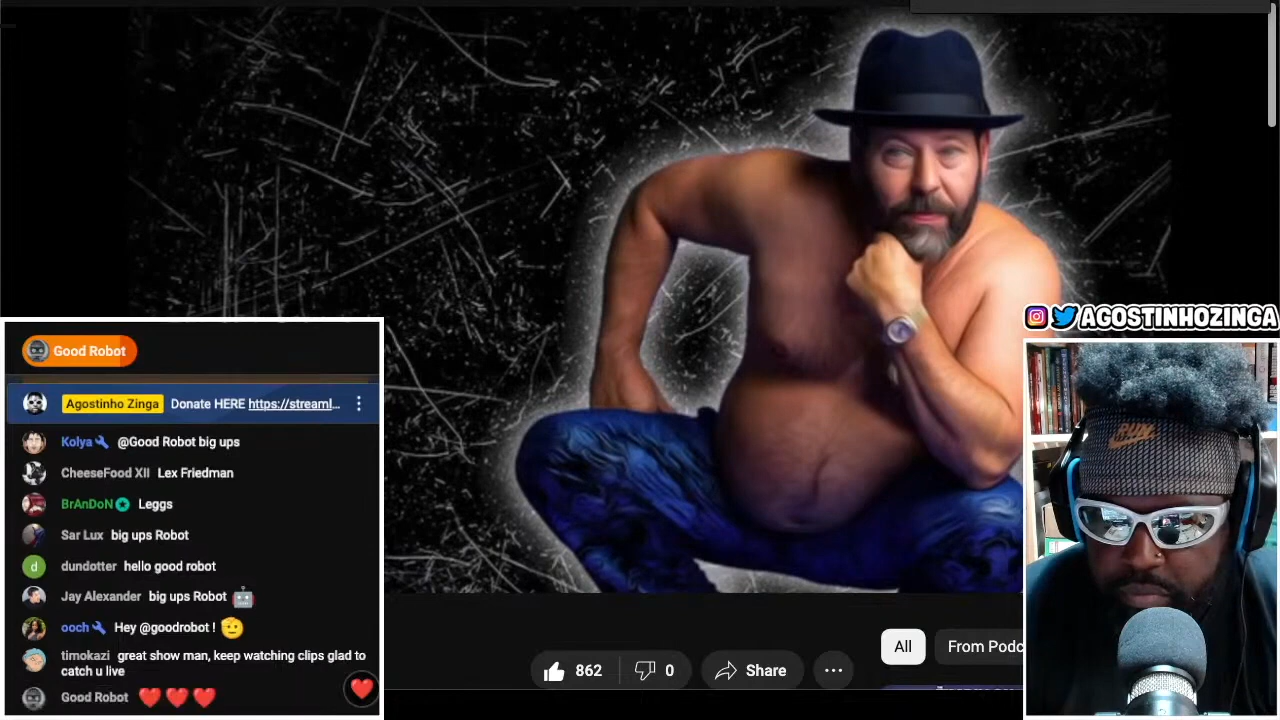 AGOSTINHOZINGA
Good Robot
Agostinho Zinga Donate HERE https://streaml...
Kolya @Good Robot big ups
CheeseFood XII Lex Friedman
BrAnDoN Leggs
Sar Lux big ups Robot
d
dundotter hello good robot
Jay Alexander big ups Robot
ooch Hey @goodrobot !
timokazi great show man, keep watching clips glad to
catch u live
Good Robot
All
From Podc
862
0
Share
RUN